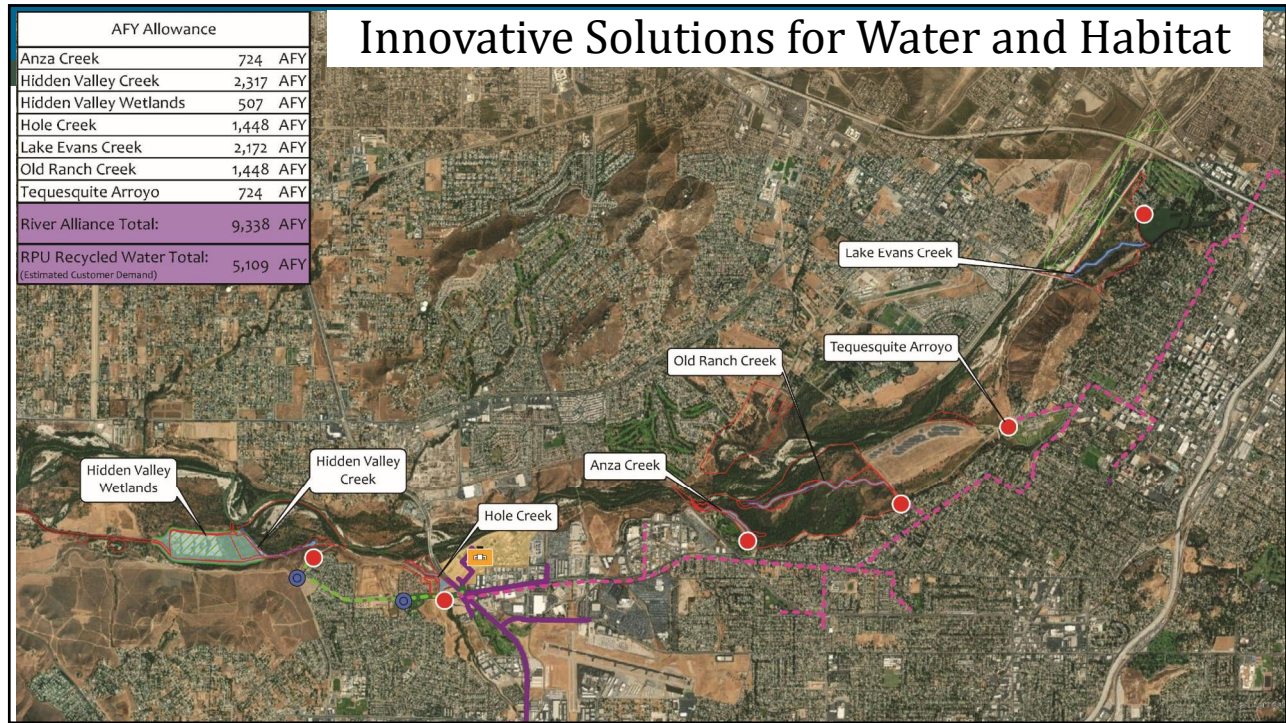 Innovative Solutions for Water and Habitat
AFY Allowance
Anza Creek 724 AFY
Hidden Valley Creek 2,317 AFY
Hidden Valley Wetlands 507 AFY
Hole Creek 1,448 AFY
Lake Evans Creek 2,172 AFY
Old Ranch Creek 1,448 AFY
Tequesquite Arroyo 724 AFY
River Alliance Total: 9,338 AFY
RPU Recycled Water Total: 5,109 AFY
(Estimated Customer Demand)
Lake Evans Creek
Tequesquite Arroyo
Old Ranch Creek
Anza Creek
Hidden Valley
Wetlands
Hidden Valley
Creek
Hole Creek